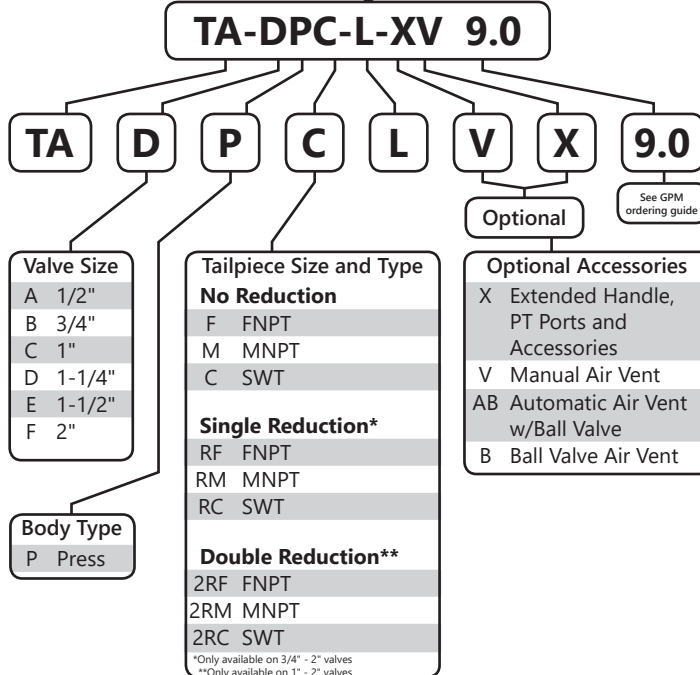 TA-DPC-L-XV 9.0
TA D P C L V X 9.0
See GPM
ordering guide
Optional
Valve Size
A 1/2"
B 3/4"
C 1"
D 1-1/4"
E 1-1/2"
F 2"
Body Type
P Press
Tailpiece Size and Type
No Reduction
F FNPT
M MNPT
C SWT
Single Reduction*
RF FNPT
RM MNPT
RC SWT
Double Reduction**
2RF FNPT
2RM MNPT
2RC SWT
*Only available on 3/4" - 2" valves
**Only available on 1" - 2" valves
Optional Accessories
X Extended Handle,
PT Ports and
Accessories
V Manual Air Vent
AB Automatic Air Vent
w/Ball Valve
B Ball Valve Air Vent